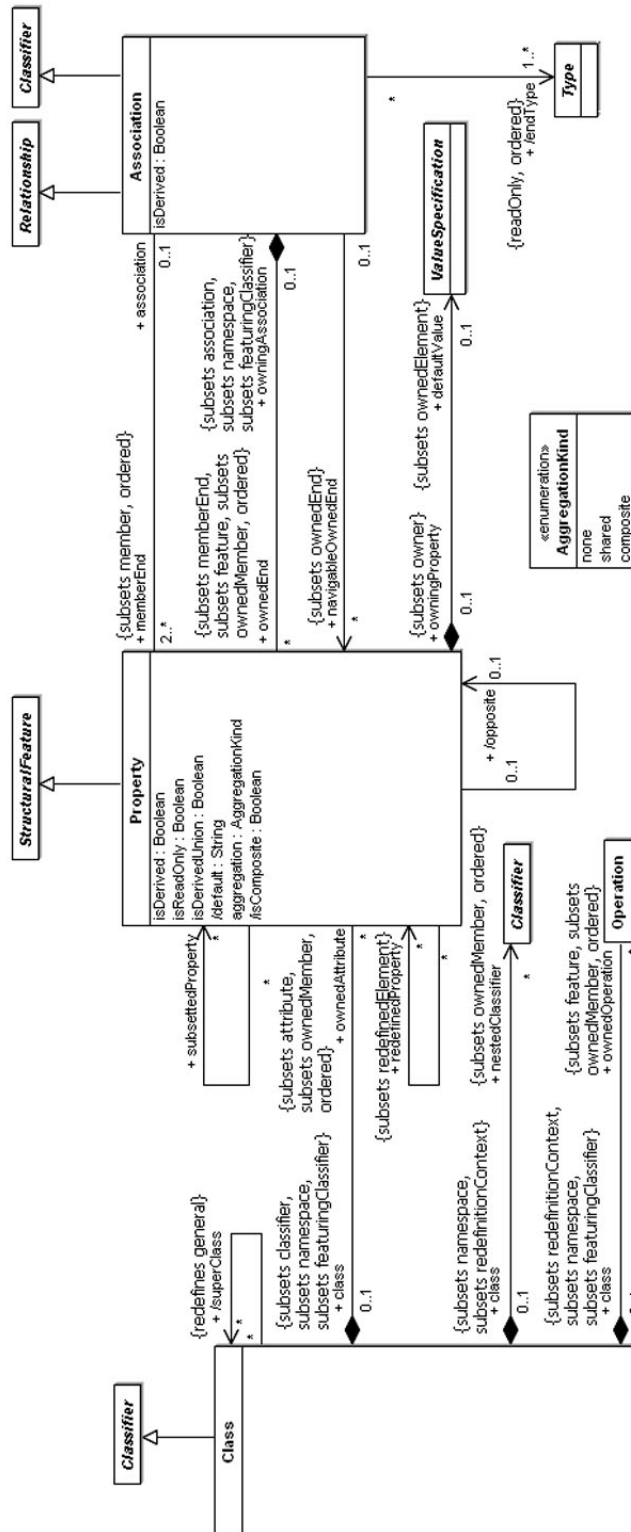 Classifier
Class
{redefines general}
+ /superClass
*
*
{subsets classifier,
subsets namespace,
subsets featuringClassifier}
+ class
0..1
{subsets attribute,
subsets ownedMember,
ordered}
+ ownedAttribute
*
{subsets namespace,
subsets redefinitionContext}
+ class
0..1
{subsets ownedMember, ordered}
+ nestedClassifier
*
Classifier
{subsets redefinitionContext,
subsets namespace,
subsets featuringClassifier}
+ class
{subsets feature, subsets
ownedMember, ordered}
+ ownedOperation
Operation
StructuralFeature
Property
isDerived : Boolean
isReadOnly : Boolean
isDerivedUnion : Boolean
/default : String
aggregation : AggregationKind
/isComposite : Boolean
+ subsettedProperty
*
*
{subsets redefinedElement}
+ redefinedProperty
*
*
+ /opposite
0..1
0..1
{subsets member, ordered}
+ memberEnd
2..*
+ association
0..1
{subsets memberEnd,
subsets feature, subsets
ownedMember, ordered}
+ ownedEnd
*
{subsets association,
subsets namespace,
subsets featuringClassifier}
+ owningAssociation
0..1
{subsets ownedEnd}
+ navigableOwnedEnd
*
0..1
{subsets owner}
+ owningProperty
0..1
{subsets ownedElement}
+ defaultValue
0..1
ValueSpecification
«enumeration»
AggregationKind
none
shared
composite
Relationship
Classifier
Association
isDerived : Boolean
*
{readOnly, ordered}
+ /endType
1..*
Type